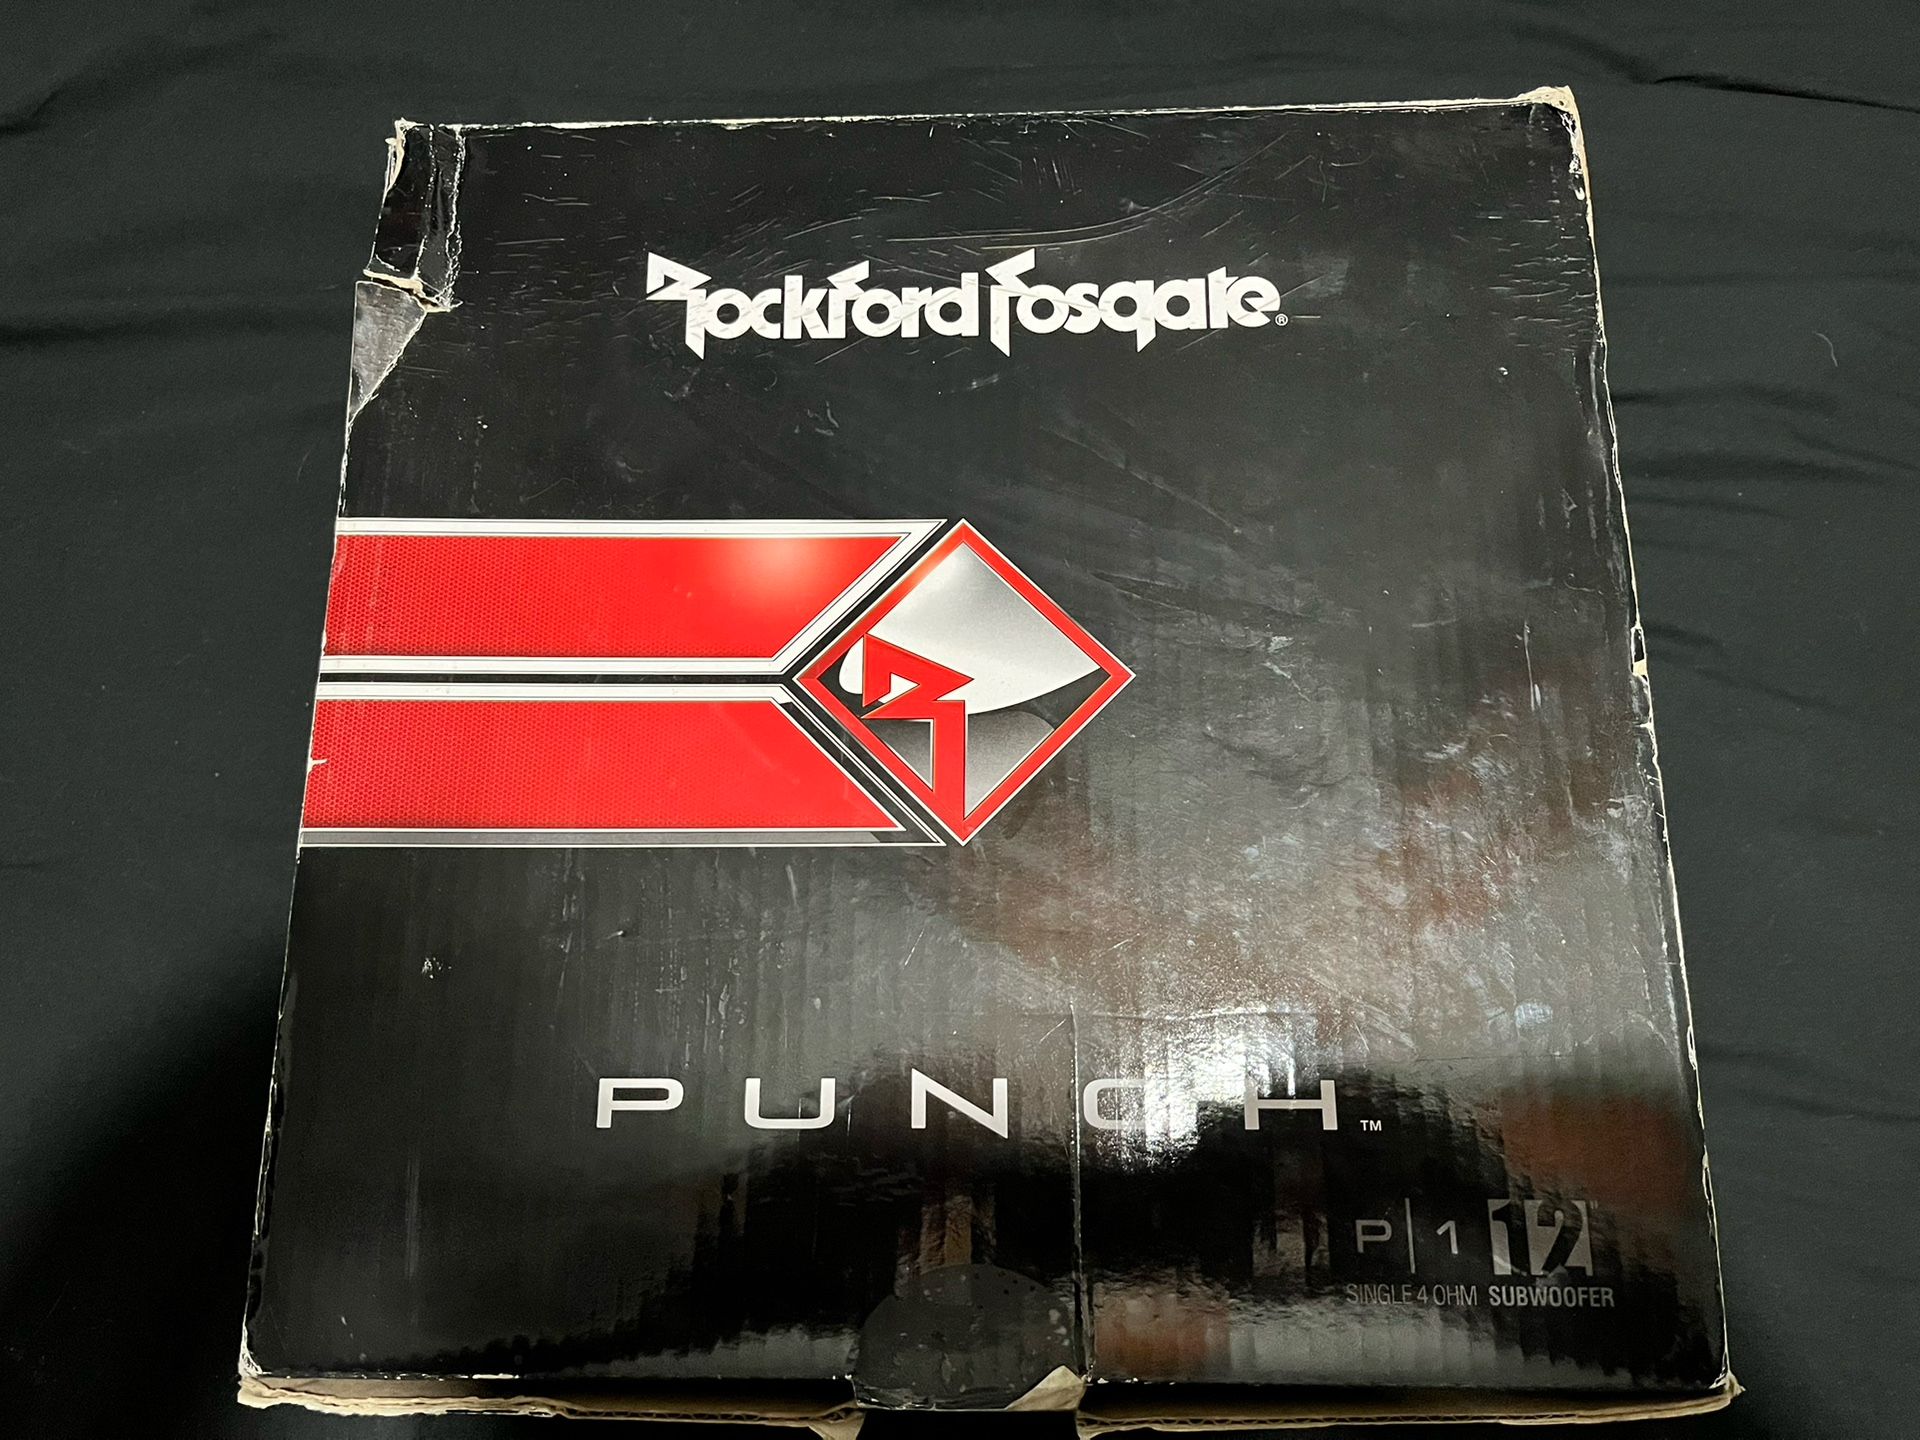 Rockford Fosgate®
PUNCH™
P|1 12"
SINGLE 4 OHM SUBWOOFER